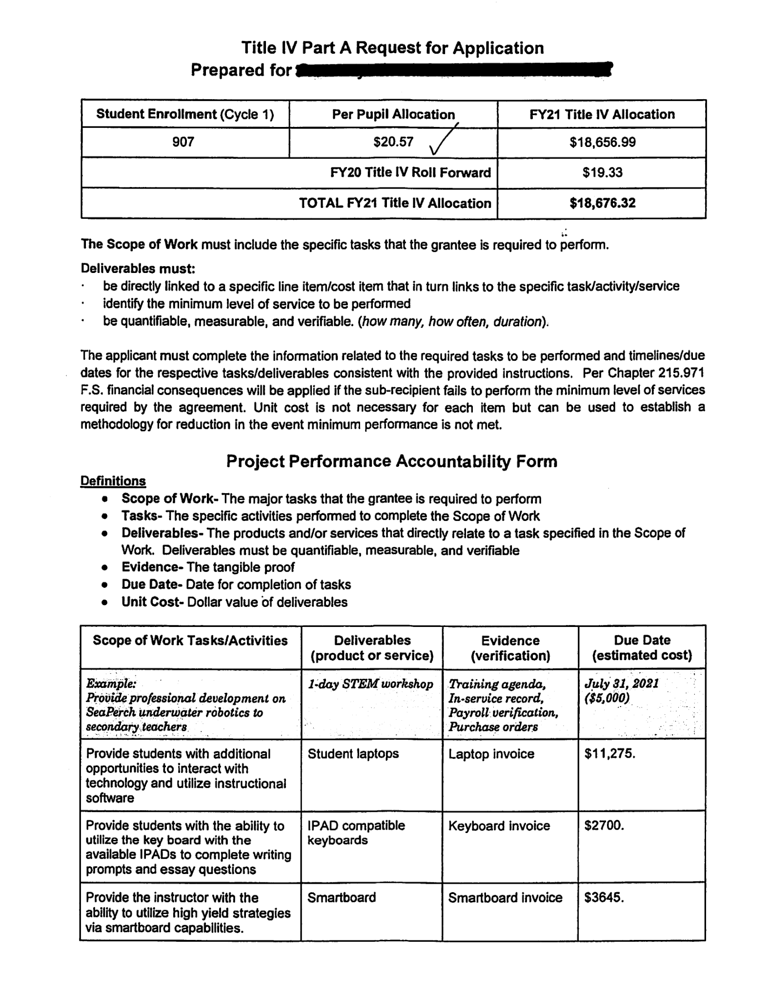 Title IV Part A Request for Application
Prepared for
Student Enrollment (Cycle 1) Per Pupil Allocation FY21 Title IV Allocation
907 $20.57 $18,656.99
FY20 Title IV Roll Forward $19.33
TOTAL FY21 Title IV Allocation $18,676.32
The Scope of Work must include the specific tasks that the grantee is required to perform.
Deliverables must:
· be directly linked to a specific line item/cost item that in turn links to the specific task/activity/service
· identify the minimum level of service to be performed
· be quantifiable, measurable, and verifiable. (how many, how often, duration).
The applicant must complete the information related to the required tasks to be performed and timelines/due
dates for the respective tasks/deliverables consistent with the provided instructions. Per Chapter 215.971
F.S. financial consequences will be applied if the sub-recipient fails to perform the minimum level of services
required by the agreement. Unit cost is not necessary for each item but can be used to establish a
methodology for reduction in the event minimum performance is not met.
Project Performance Accountability Form
Definitions
• Scope of Work- The major tasks that the grantee is required to perform
• Tasks- The specific activities performed to complete the Scope of Work
• Deliverables- The products and/or services that directly relate to a task specified in the Scope of
Work. Deliverables must be quantifiable, measurable, and verifiable
• Evidence- The tangible proof
• Due Date- Date for completion of tasks
• Unit Cost- Dollar value of deliverables
Scope of Work Tasks/Activities
Deliverables
(product or service)
Evidence
(verification)
Due Date
(estimated cost)
Example:
Provide professional development on
SeaPerch underwater robotics to
secondary teachers
1-day STEM workshop
Training agenda,
In-service record,
Payroll verification,
Purchase orders
July 31, 2021
($5,000)
Provide students with additional
opportunities to interact with
technology and utilize instructional
software
Student laptops
Laptop invoice
$11,275.
Provide students with the ability to
utilize the key board with the
available IPADs to complete writing
prompts and essay questions
IPAD compatible
keyboards
Keyboard invoice
$2700.
Provide the instructor with the
ability to utilize high yield strategies
via smartboard capabilities.
Smartboard
Smartboard invoice
$3645.